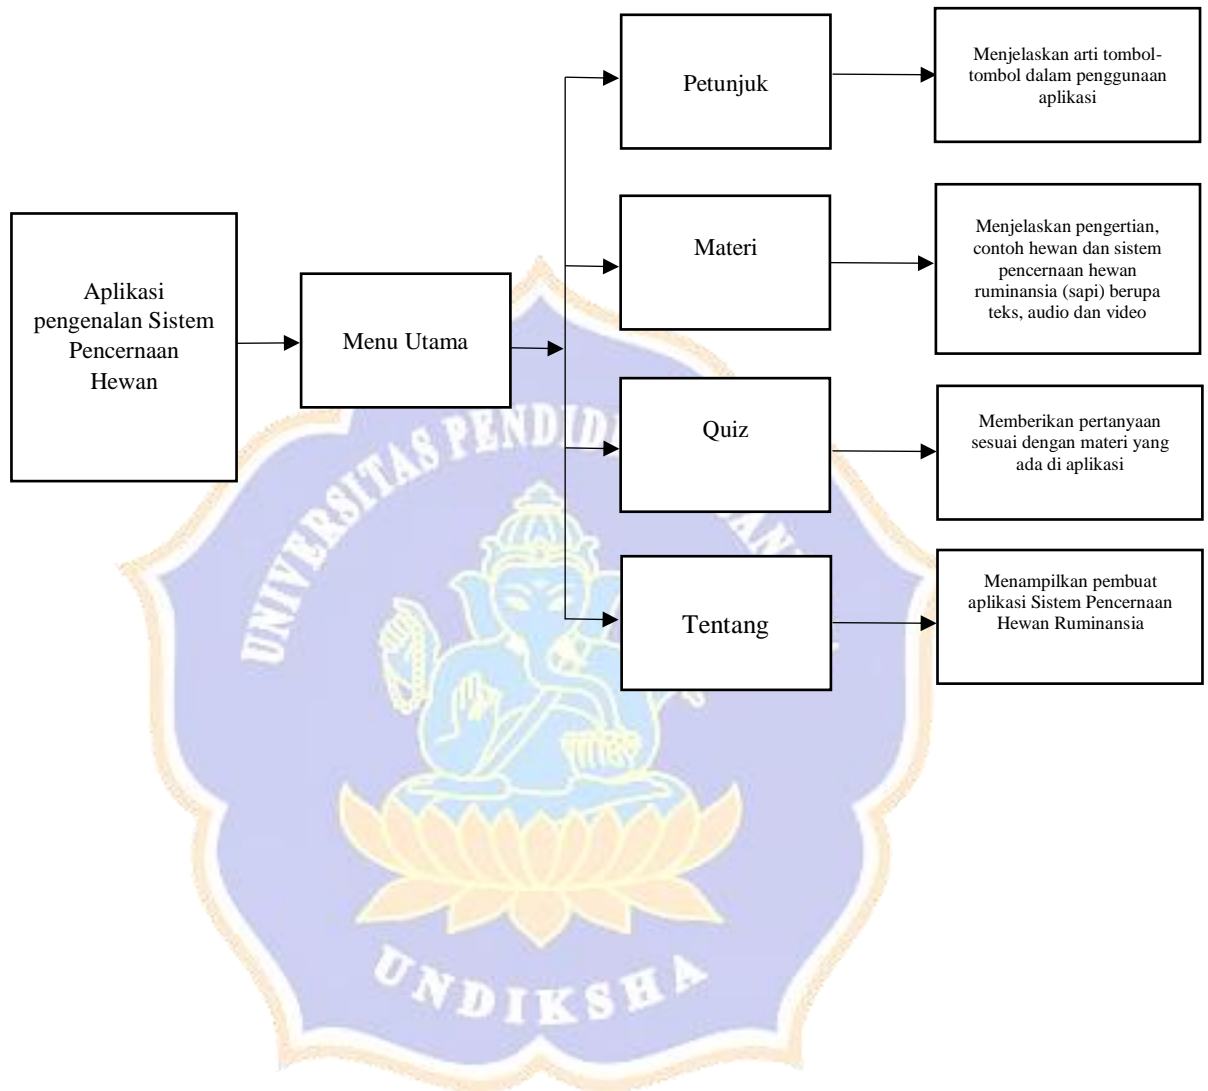 Petunjuk
Menjelaskan arti tombol-
tombol dalam penggunaan
aplikasi
Materi
Menjelaskan pengertian,
contoh hewan dan sistem
pencernaan hewan
ruminansia (sapi) berupa
teks, audio dan video
Aplikasi
pengenalan Sistem
Pencernaan
Hewan
Menu Utama
Quiz
Memberikan pertanyaan
sesuai dengan materi yang
ada di aplikasi
Tentang
Menampilkan pembuat
aplikasi Sistem Pencernaan
Hewan Ruminansia
UNIVERSITAS
UNDIKSHA